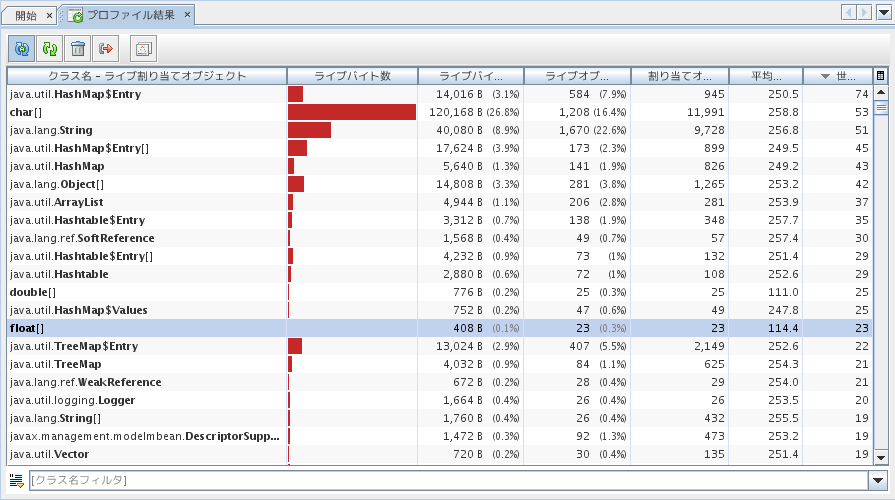 開始 × プロファイル結果 ×
クラス名 – ライブ割り当てオブジェクト ライブバイト数 ライブバイ... ライブオブ... 割り当てオ... 平均... 世...
java.util.HashMap$Entry 14,016 B (3.1%) 584 (7.9%) 945 250.5 74
char[] 120,168 B (26.8%) 1,208 (16.4%) 11,991 258.8 53
java.lang.String 40,080 B (8.9%) 1,670 (22.6%) 9,728 256.8 51
java.util.HashMap$Entry[] 17,624 B (3.9%) 173 (2.3%) 899 249.5 45
java.util.HashMap 5,640 B (1.3%) 141 (1.9%) 826 249.2 43
java.lang.Object[] 14,808 B (3.3%) 281 (3.8%) 1,265 253.2 42
java.util.ArrayList 4,944 B (1.1%) 206 (2.8%) 281 253.9 37
java.util.Hashtable$Entry 3,312 B (0.7%) 138 (1.9%) 348 257.7 35
java.lang.ref.SoftReference 1,568 B (0.4%) 49 (0.7%) 57 257.4 30
java.util.Hashtable$Entry[] 4,232 B (0.9%) 73 (1%) 132 251.4 29
java.util.Hashtable 2,880 B (0.6%) 72 (1%) 108 252.6 29
double[] 776 B (0.2%) 25 (0.3%) 25 111.0 25
java.util.HashMap$Values 752 B (0.2%) 47 (0.6%) 49 247.8 25
float[] 408 B (0.1%) 23 (0.3%) 23 114.4 23
java.util.TreeMap$Entry 13,024 B (2.9%) 407 (5.5%) 2,149 252.6 22
java.util.TreeMap 4,032 B (0.9%) 84 (1.1%) 625 254.3 21
java.lang.ref.WeakReference 672 B (0.2%) 28 (0.4%) 29 254.0 21
java.util.logging.Logger 1,664 B (0.4%) 26 (0.4%) 26 253.5 20
java.lang.String[] 1,760 B (0.4%) 26 (0.4%) 432 255.5 19
javax.management.modelmbean.DescriptorSupp... 1,472 B (0.3%) 92 (1.3%) 473 253.2 19
java.util.Vector 720 B (0.2%) 30 (0.4%) 135 251.4 19
[クラス名フィルタ]